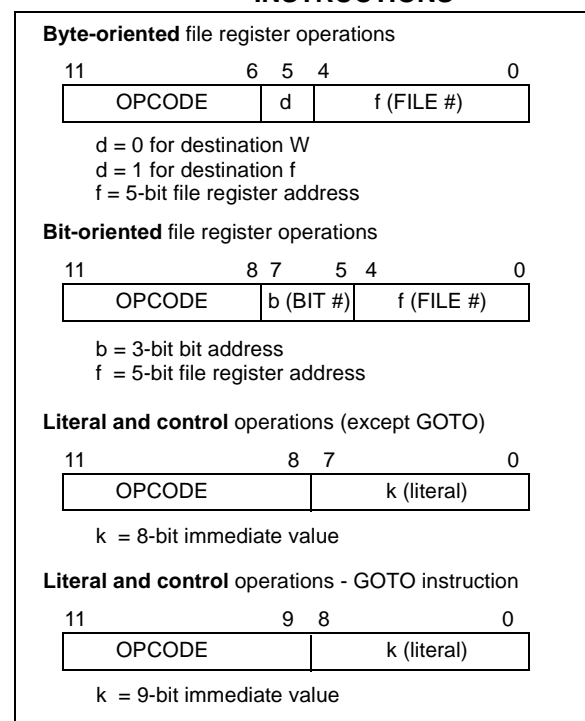 Byte-oriented file register operations
11 6 5 4 0
OPCODE d f (FILE #)
d = 0 for destination W
d = 1 for destination f
f = 5-bit file register address
Bit-oriented file register operations
11 8 7 5 4 0
OPCODE b (BIT #) f (FILE #)
b = 3-bit bit address
f = 5-bit file register address
Literal and control operations (except GOTO)
11 8 7 0
OPCODE k (literal)
k = 8-bit immediate value
Literal and control operations - GOTO instruction
11 9 8 0
OPCODE k (literal)
k = 9-bit immediate value